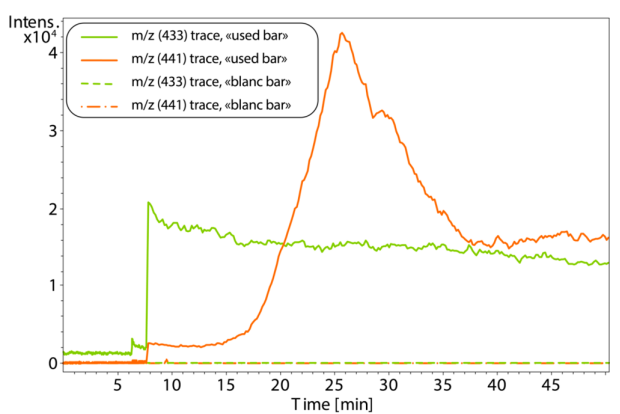 Intens.
x10⁴
m/z (433) trace, «used bar»
m/z (441) trace, «used bar»
m/z (433) trace, «blanc bar»
m/z (441) trace, «blanc bar»
4
3
2
1
0
5 10 15 20 25 30 35 40 45
Time [min]